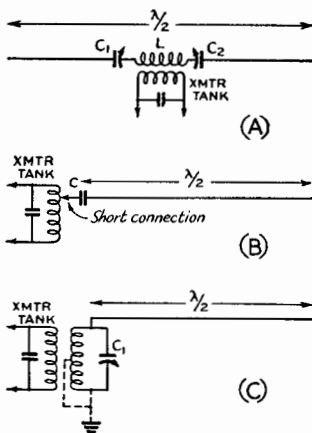 λ/2
C1 L C2
XMTR
TANK
(A)
XMTR
TANK
C λ/2
Short connection
(B)
XMTR
TANK
λ/2
C1
(C)